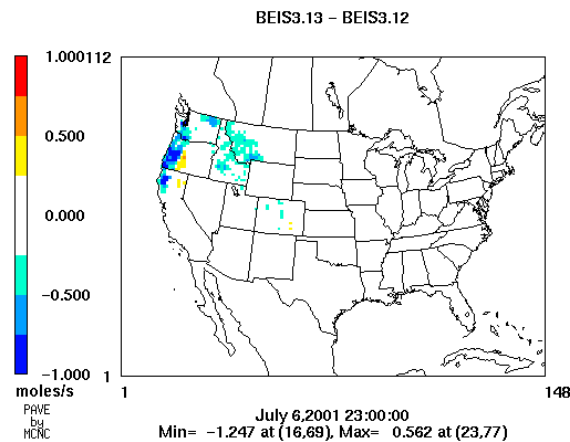 BEIS3.13 - BEIS3.12
1.000
112
0.500
0.000
-0.500
-1.000
1
moles/s
1
148
PAVE
by
MCNC
July 6,2001 23:00:00
Min= -1.247 at (16,69), Max= 0.562 at (23,77)